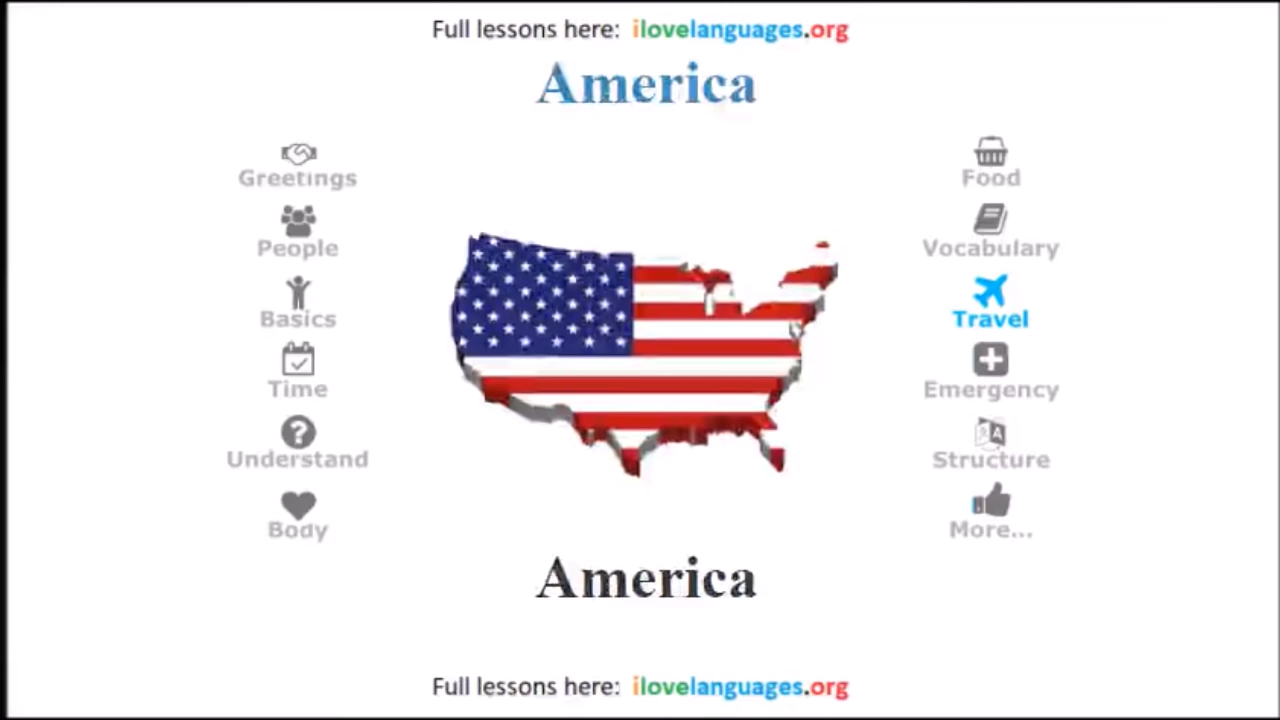 Full lessons here: ilovelanguages.org
America
Greetings
People
Basics
Time
Understand
Body
Food
Vocabulary
Travel
Emergency
Structure
More...
America
Full lessons here: ilovelanguages.org